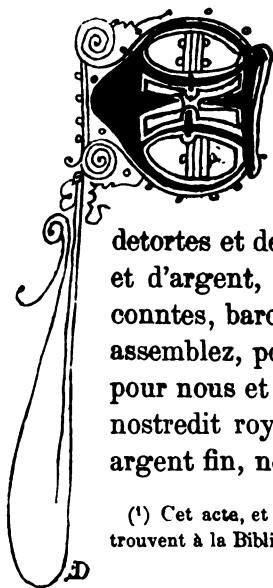 detortes et de
et d'argent,
conntes, baro
assemblez, po
pour nous et
nostredit roy
argent fin, n
(¹) Cet acte, et
trouvent à la Bibli
D